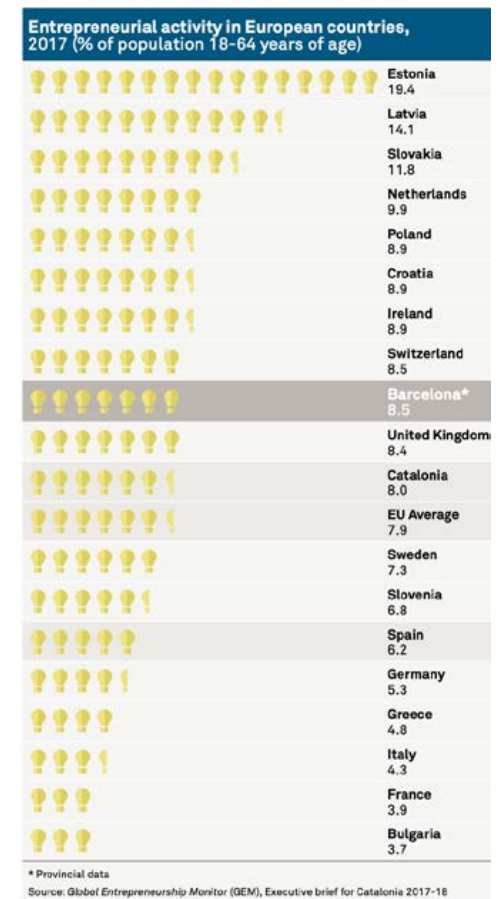 Entrepreneurial activity in European countries,
2017 (% of population 18-64 years of age)
Estonia
19.4
Latvia
14.1
Slovakia
11.8
Netherlands
9.9
Poland
8.9
Croatia
8.9
Ireland
8.9
Switzerland
8.5
Barcelona*
8.5
United Kingdom
8.4
Catalonia
8.0
EU Average
7.9
Sweden
7.3
Slovenia
6.8
Spain
6.2
Germany
5.3
Greece
4.8
Italy
4.3
France
3.9
Bulgaria
3.7
* Provincial data
Source: Global Entrepreneurship Monitor (GEM), Executive brief for Catalonia 2017-18